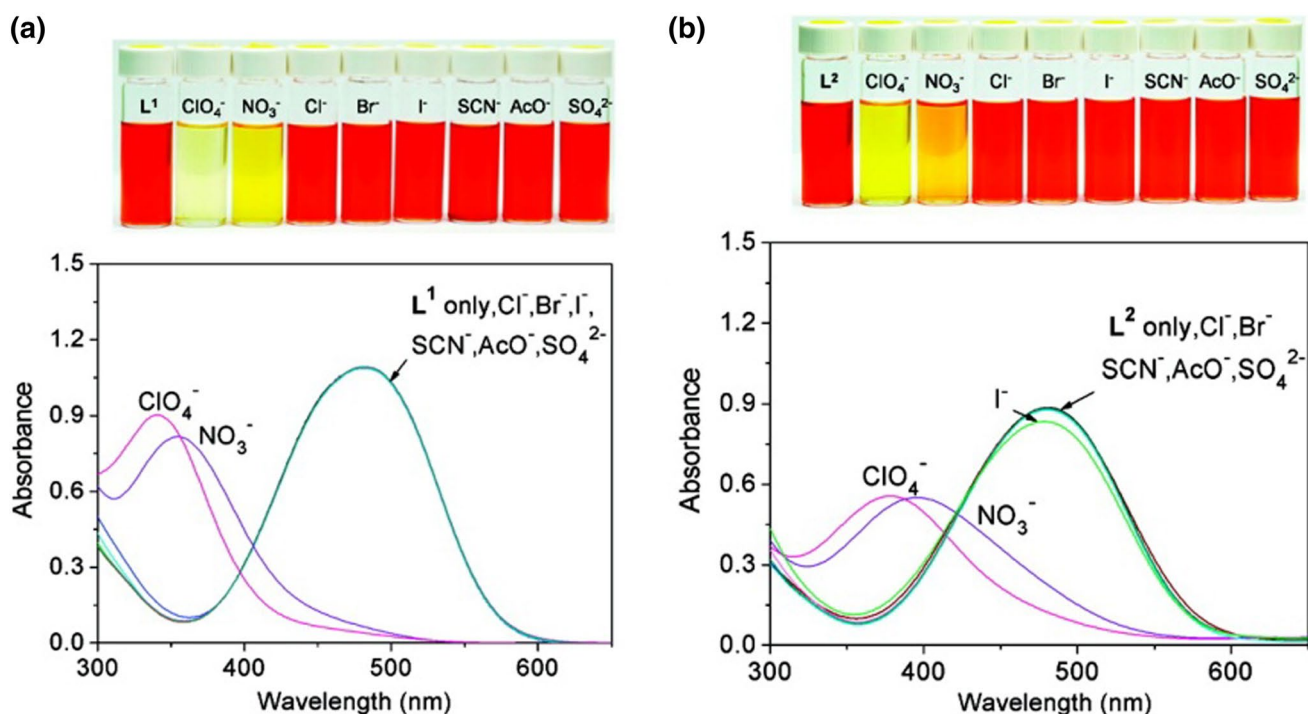 (a)
L¹ ClO₄⁻ NO₃⁻ Cl⁻ Br⁻ I⁻ SCN⁻ AcO⁻ SO₄²⁻
1.5
1.2
0.9
0.6
0.3
0.0
Absorbance
L¹ only,Cl⁻,Br⁻,I⁻,
SCN⁻,AcO⁻,SO₄²⁻
ClO₄⁻
NO₃⁻
300 400 500 600
Wavelength (nm)
(b)
L² ClO₄⁻ NO₃⁻ Cl⁻ Br⁻ I⁻ SCN⁻ AcO⁻ SO₄²⁻
1.5
1.2
0.9
0.6
0.3
0.0
Absorbance
L² only,Cl⁻,Br⁻
SCN⁻,AcO⁻,SO₄²⁻
I⁻
ClO₄⁻
NO₃⁻
300 400 500 600
Wavelength (nm)